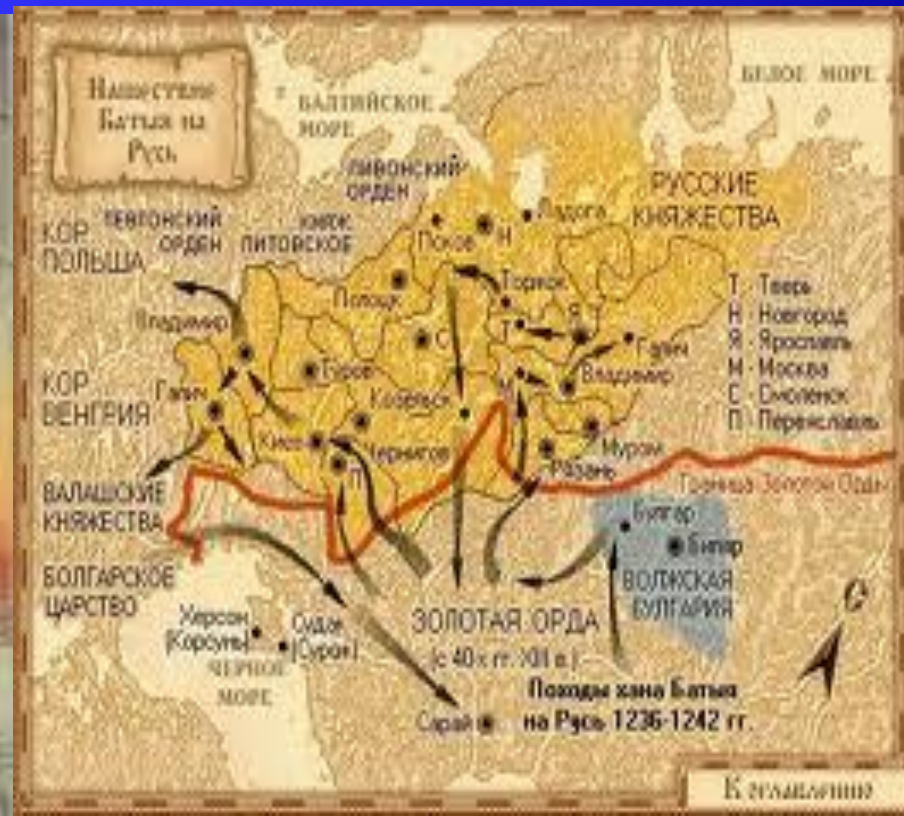 Нашествие
Батыя на
Русь
БАЛТИЙСКОЕ
МОРЕ
БЕЛОЕ МОРЕ
ЛИВОНСКИЙ
ОРДЕН
РУССКИЕ
КНЯЖЕСТВА
ТЕВТОНСКИЙ
ОРДЕН
КНЯЖ
ЛИТОВСКОЕ
КОР
ПОЛЬША
Псков
Н
Ладога
Полоцк
Торжок
Т
Я
С
Галич
Владимир
Владимир
Т - Тверь
Н - Новгород
Я - Ярославль
М - Москва
С - Смоленск
П - Переяславль
КОР
ВЕНГРИЯ
Галич
Туров
Козельск
М
Киев
П
Чернигов
Муром
Рязань
Граница Золотой Орды
ВАЛАШСКИЕ
КНЯЖЕСТВА
Булгар
Биляр
ВОЛЖСКАЯ
БУЛГАРИЯ
БОЛГАРСКОЕ
ЦАРСТВО
Херсон
(Корсунь)
Судак
(Сурож)
ЧЕРНОЕ
МОРЕ
ЗОЛОТАЯ ОРДА
(с 40х гг. XIII в.)
С
Походы хана Батыя
на Русь 1236-1242 гг.
Сарай
К оглавлению